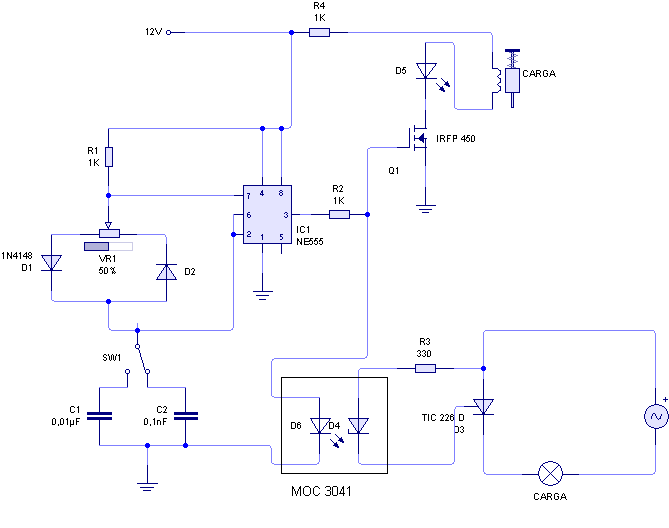 R4
1K
12V
D5
CARGA
R1
1K
IRFP 450
Q1
4 8
7
6
2
3
1 5
R2
1K
IC1
NE555
1N4148
D1
VR1
50%
D2
SW1
R3
330
C1
0,01µF
C2
0,1nF
D6
D4
TIC 226 D
D3
+
MOC 3041
CARGA